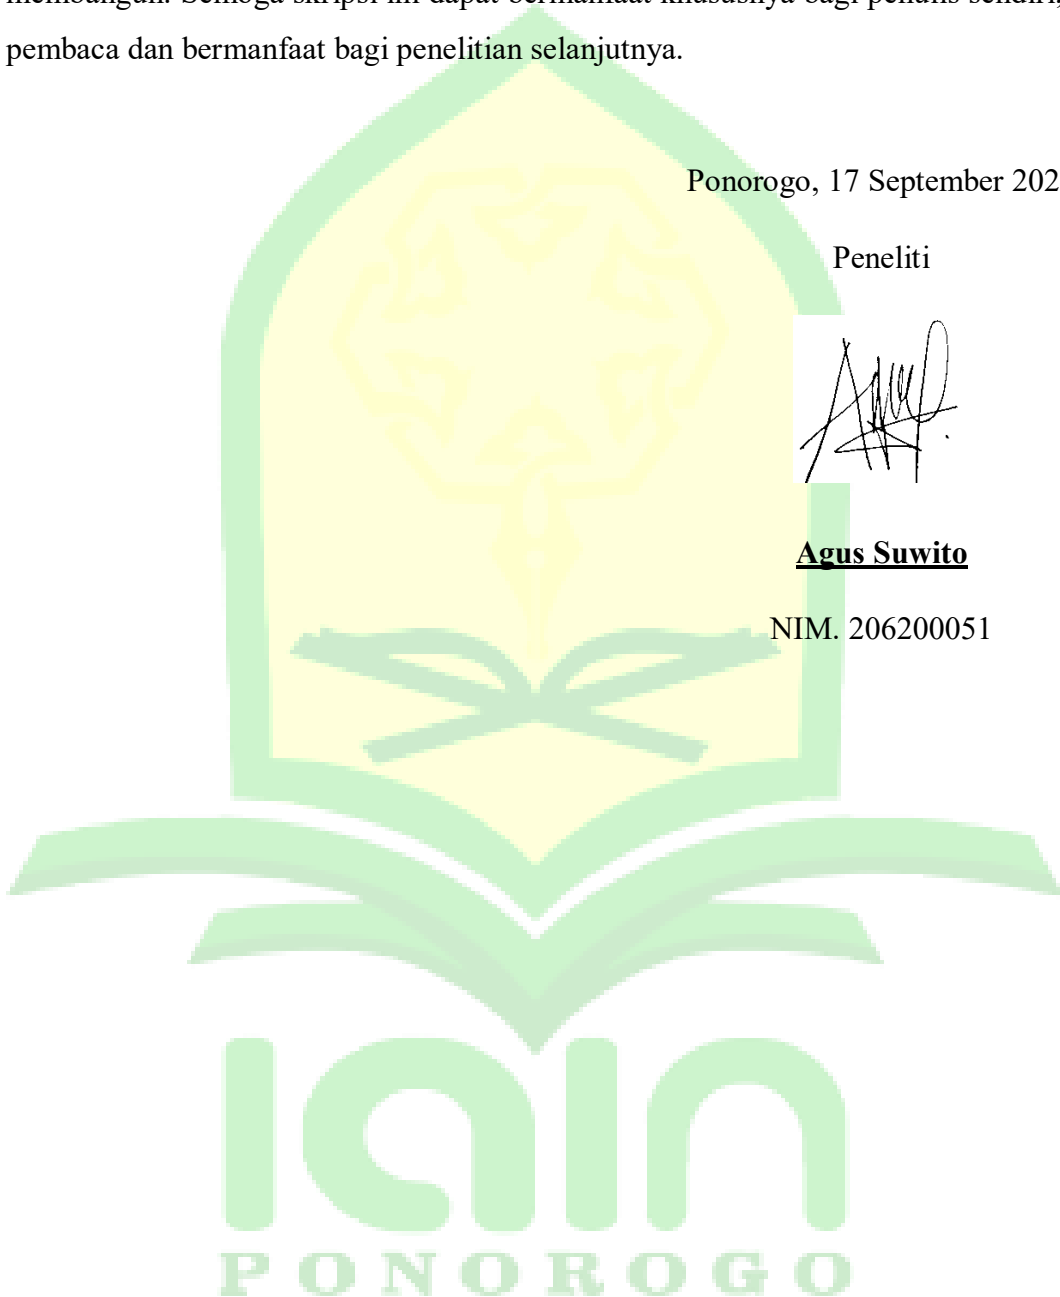 membangun. Semoga skripsi ini dapat bermanfaat khususnya bagi penulis sendiri,
pembaca dan bermanfaat bagi penelitian selanjutnya.
Ponorogo, 17 September 202
Peneliti
Agus Suwito
NIM. 206200051
iain
PONOROGO